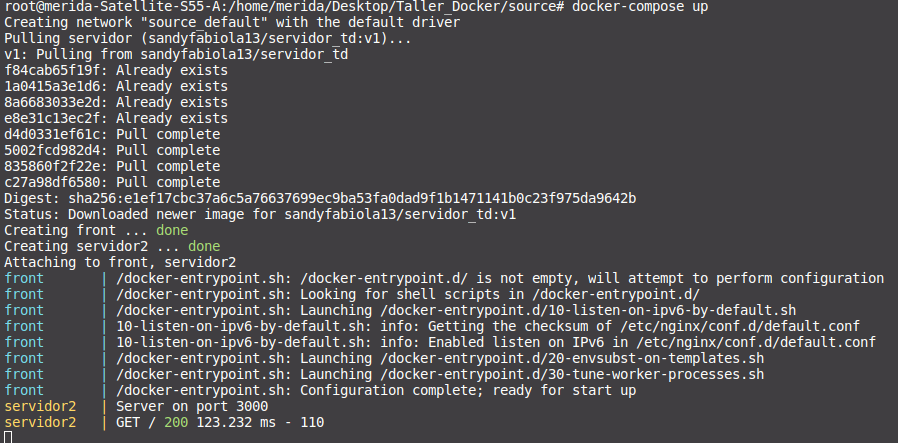 root@merida-Satellite-S55-A:/home/merida/Desktop/Taller_Docker/source# docker-compose up
Creating network "source_default" with the default driver
Pulling servidor (sandyfabiola13/servidor_td:v1)...
v1: Pulling from sandyfabiola13/servidor_td
f84cab65f19f: Already exists
1a0415a3e1d6: Already exists
8a6683033e2d: Already exists
e8e31c13ec2f: Already exists
d4d0331ef61c: Pull complete
5002fcd982d4: Pull complete
835860f2f22e: Pull complete
c27a98df6580: Pull complete
Digest: sha256:e1ef17cbc37a6c5a76637699ec9ba53fa0dad9f1b1471141b0c23f975da9642b
Status: Downloaded newer image for sandyfabiola13/servidor_td:v1
Creating front ... done
Creating servidor2 ... done
Attaching to front, servidor2
front | /docker-entrypoint.sh: /docker-entrypoint.d/ is not empty, will attempt to perform configuration
front | /docker-entrypoint.sh: Looking for shell scripts in /docker-entrypoint.d/
front | /docker-entrypoint.sh: Launching /docker-entrypoint.d/10-listen-on-ipv6-by-default.sh
front | 10-listen-on-ipv6-by-default.sh: info: Getting the checksum of /etc/nginx/conf.d/default.conf
front | 10-listen-on-ipv6-by-default.sh: info: Enabled listen on IPv6 in /etc/nginx/conf.d/default.conf
front | /docker-entrypoint.sh: Launching /docker-entrypoint.d/20-envsubst-on-templates.sh
front | /docker-entrypoint.sh: Launching /docker-entrypoint.d/30-tune-worker-processes.sh
front | /docker-entrypoint.sh: Configuration complete; ready for start up
servidor2 | Server on port 3000
servidor2 | GET / 200 123.232 ms - 110